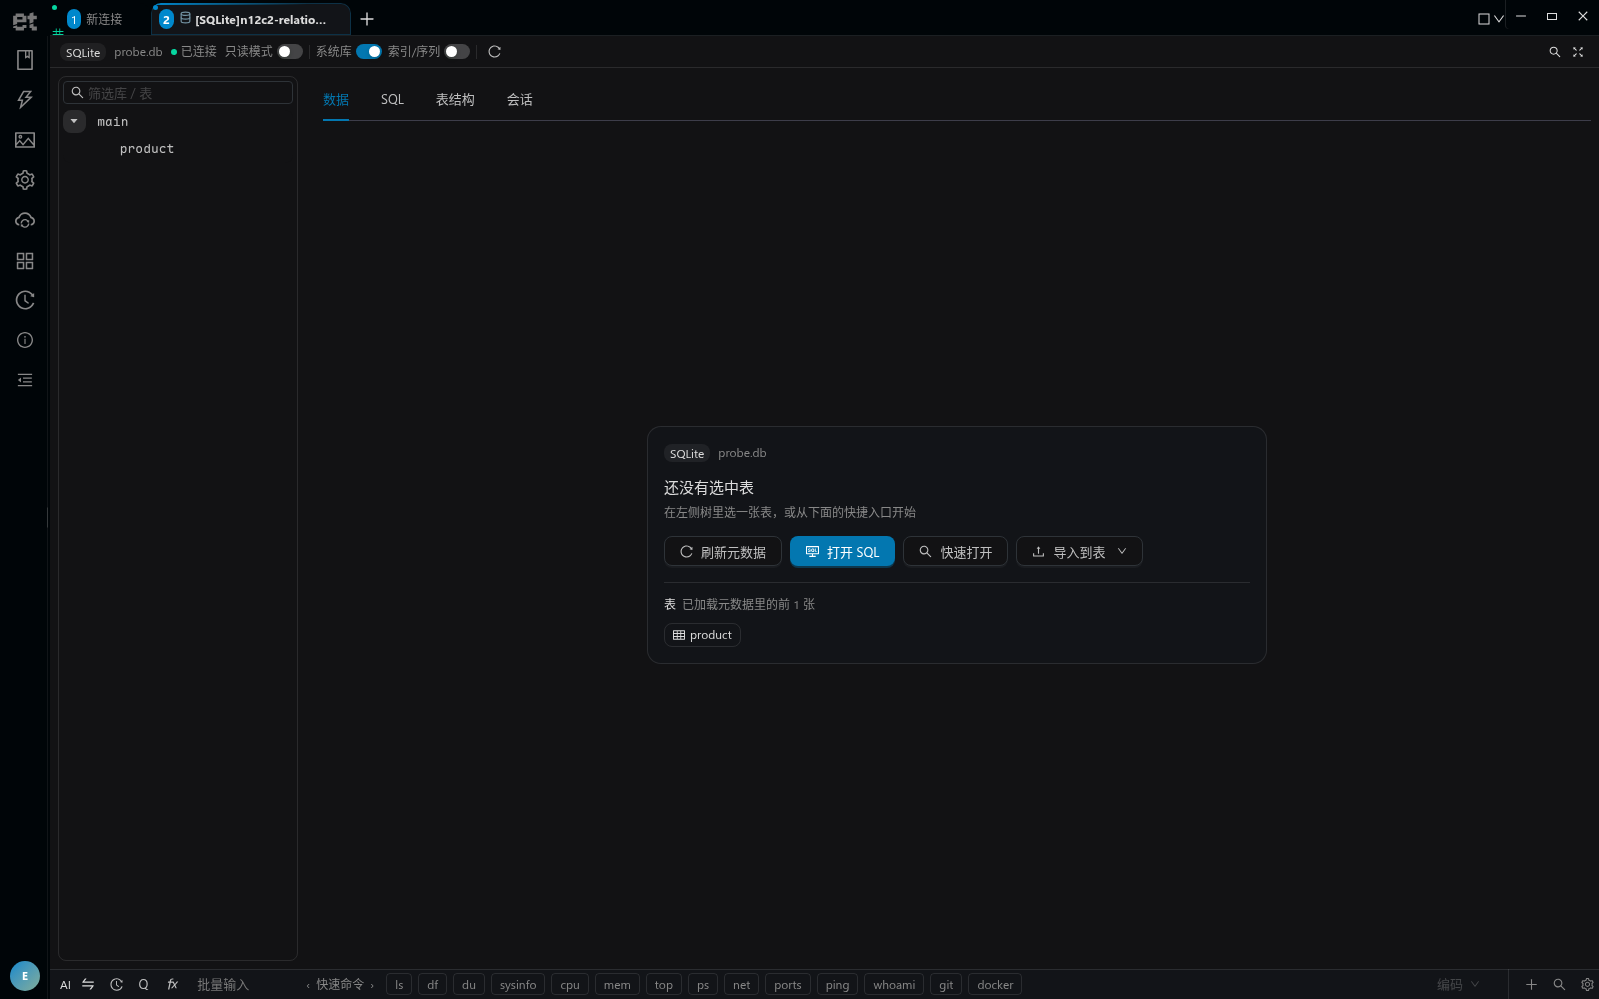 et
1 新连接
2 [SQLite]n12c2-relatio...
SQLite probe.db 已连接 只读模式 系统库 索引/序列
筛选库 / 表
main
product
数据 SQL 表结构 会话
SQLite probe.db
还没有选中表
在左侧树里选一张表，或从下面的快捷入口开始
刷新元数据 打开 SQL 快速打开 导入到表
表 已加载元数据里的前 1 张
product
E
AI Q fx 批量输入 ‹ 快速命令 › ls df du sysinfo cpu mem top ps net ports ping whoami git docker 编码